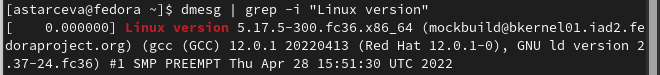 [astarceva@fedora ~]$ dmesg | grep -i "Linux version"
[    0.000000] Linux version 5.17.5-300.fc36.x86_64 (mockbuild@bkernel01.iad2.fe
doraproject.org) (gcc (GCC) 12.0.1 20220413 (Red Hat 12.0.1-0), GNU ld version 2
.37-24.fc36) #1 SMP PREEMPT Thu Apr 28 15:51:30 UTC 2022